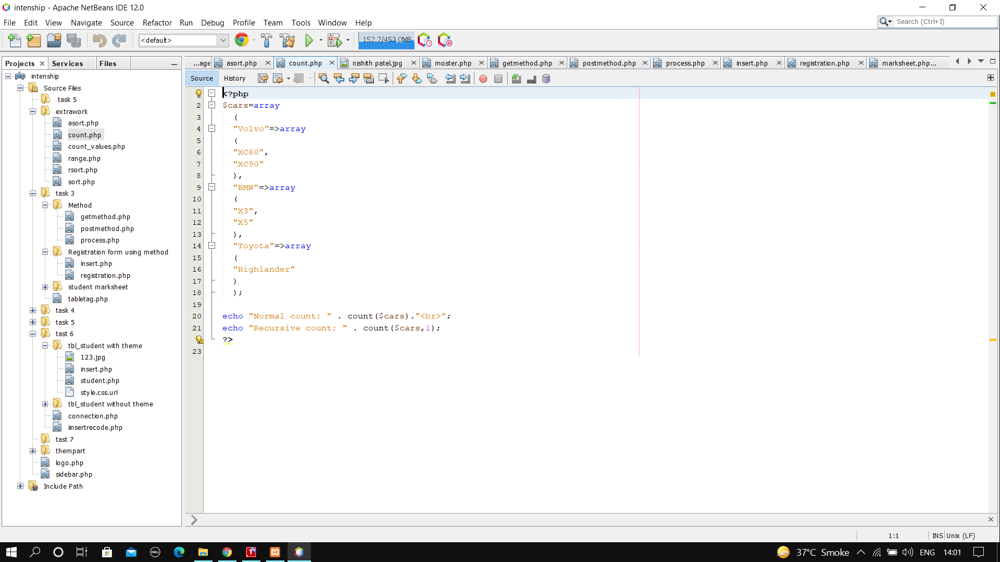 intenship - Apache NetBeans IDE 12.0
File Edit View Navigate Source Refactor Run Debug Profile Team Tools Window Help
Search (Ctrl+I)
<default>
152.7/453.0MB
Projects Services Files
intenship
Source Files
task 5
extrawork
asort.php
count.php
count_values.php
range.php
rsort.php
sort.php
task 3
Method
getmethod.php
postmethod.php
process.php
Registration form using method
insert.php
registration.php
student marksheet
tabletag.php
task 4
task 5
tast 6
tbl_student with theme
123.jpg
insert.php
student.php
style.css.url
tbl_student without theme
connection.php
iinsertrecode.php
tast 7
thempart
logo.php
sidebar.php
Include Path
...age asort.php count.php nishith patel.jpg moster.php getmethod.php postmethod.php process.php insert.php registration.php marksheet.php...
Source History
<?php
2 $cars=array
3 (
4 "Volvo"=>array
5 (
6 "XC60",
7 "XC90"
8 ),
9 "BMW"=>array
10 (
11 "X3",
12 "X5"
13 ),
14 "Toyota"=>array
15 (
16 "Highlander"
17 )
18 );
19
20 echo "Normal count: " . count($cars)."<br>";
21 echo "Recursive count: " . count($cars,1);
?>
23
1:1 INS Unix (LF)
DELL
37°C Smoke ENG 14:01